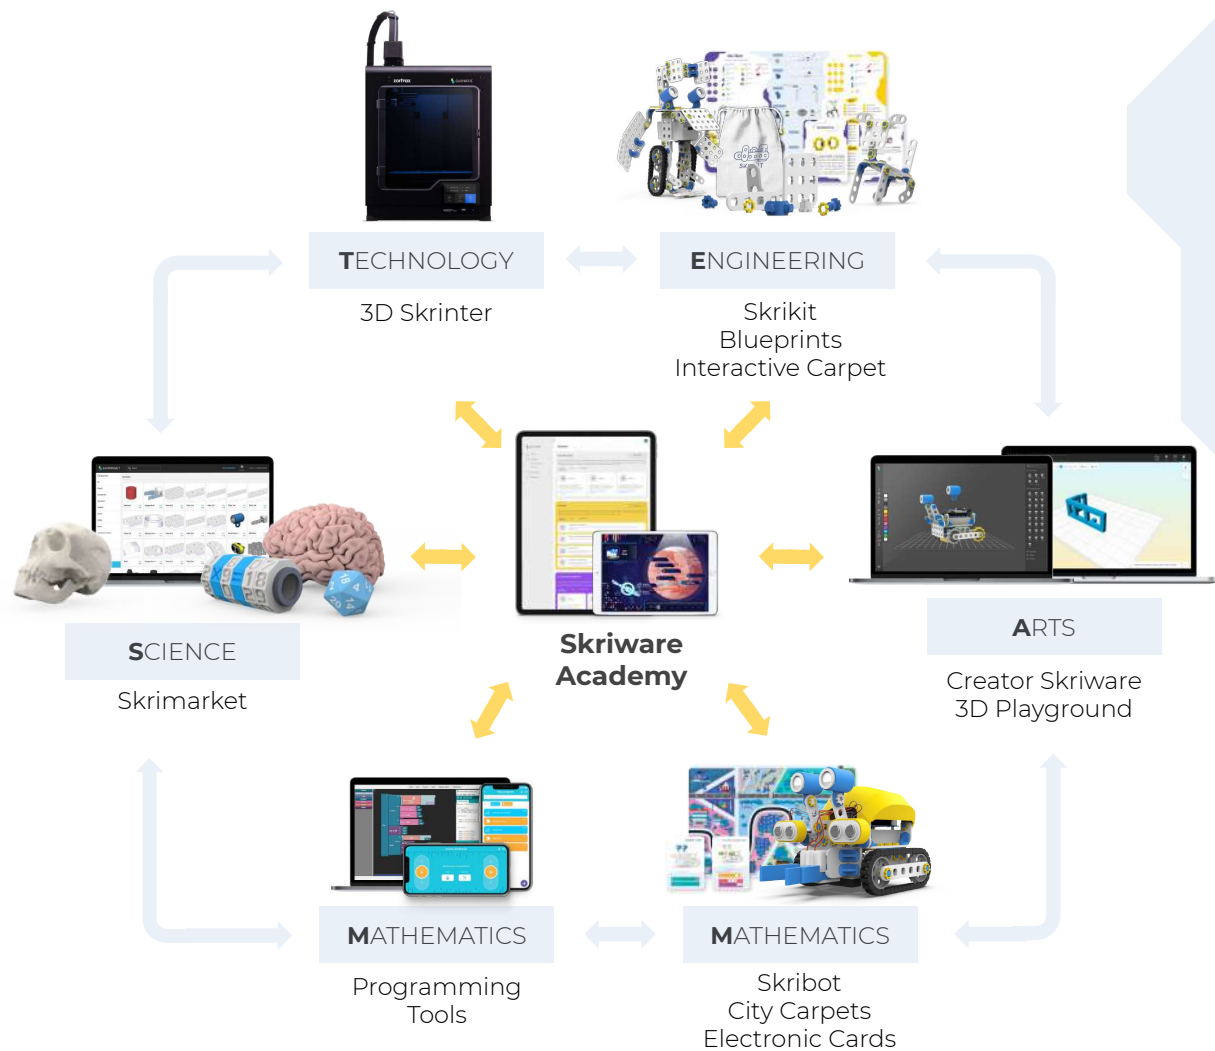 zortrax
TECHNOLOGY
ENGINEERING
3D Skrinter
Skrikit
Blueprints
Interactive Carpet
Skriware
Academy
SCIENCE
Skrimarket
ARTS
Creator Skriware
3D Playground
MATHEMATICS
MATHEMATICS
Programming
Tools
Skribot
City Carpets
Electronic Cards